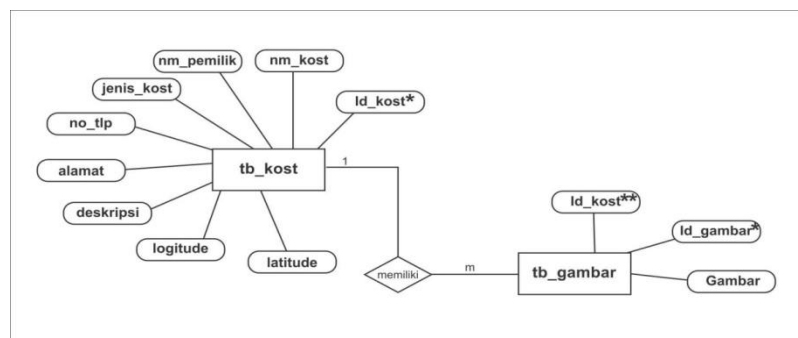 nm_pemilik
nm_kost
jenis_kost
Id_kost*
no_tlp
tb_kost
1
alamat
deskripsi
logitude
latitude
memiliki
m
Id_kost**
Id_gambar*
tb_gambar
Gambar